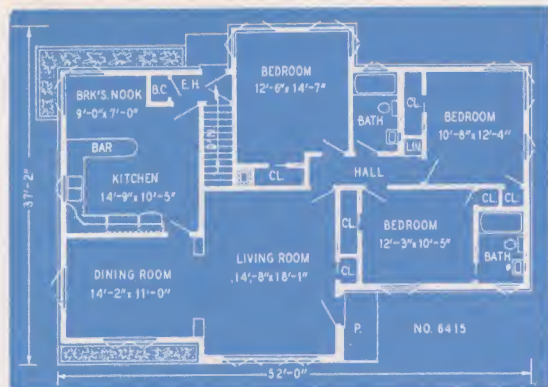 BRK'S. NOOK
9'-0" x 7'-0"
B.C.
E.H.
BEDROOM
12'-6" x 14'-7"
BATH
CL.
LIN.
BEDROOM
10'-8" x 12'-4"
BAR
KITCHEN
14'-9" x 10'-5"
DN.
CL.
HALL
CL.
CL.
BEDROOM
12'-3" x 10'-5"
CL.
CL.
BATH
DINING ROOM
14'-2" x 11'-0"
LIVING ROOM
14'-8" x 18'-1"
P.
NO. 6415
37'-2"
52'-0"